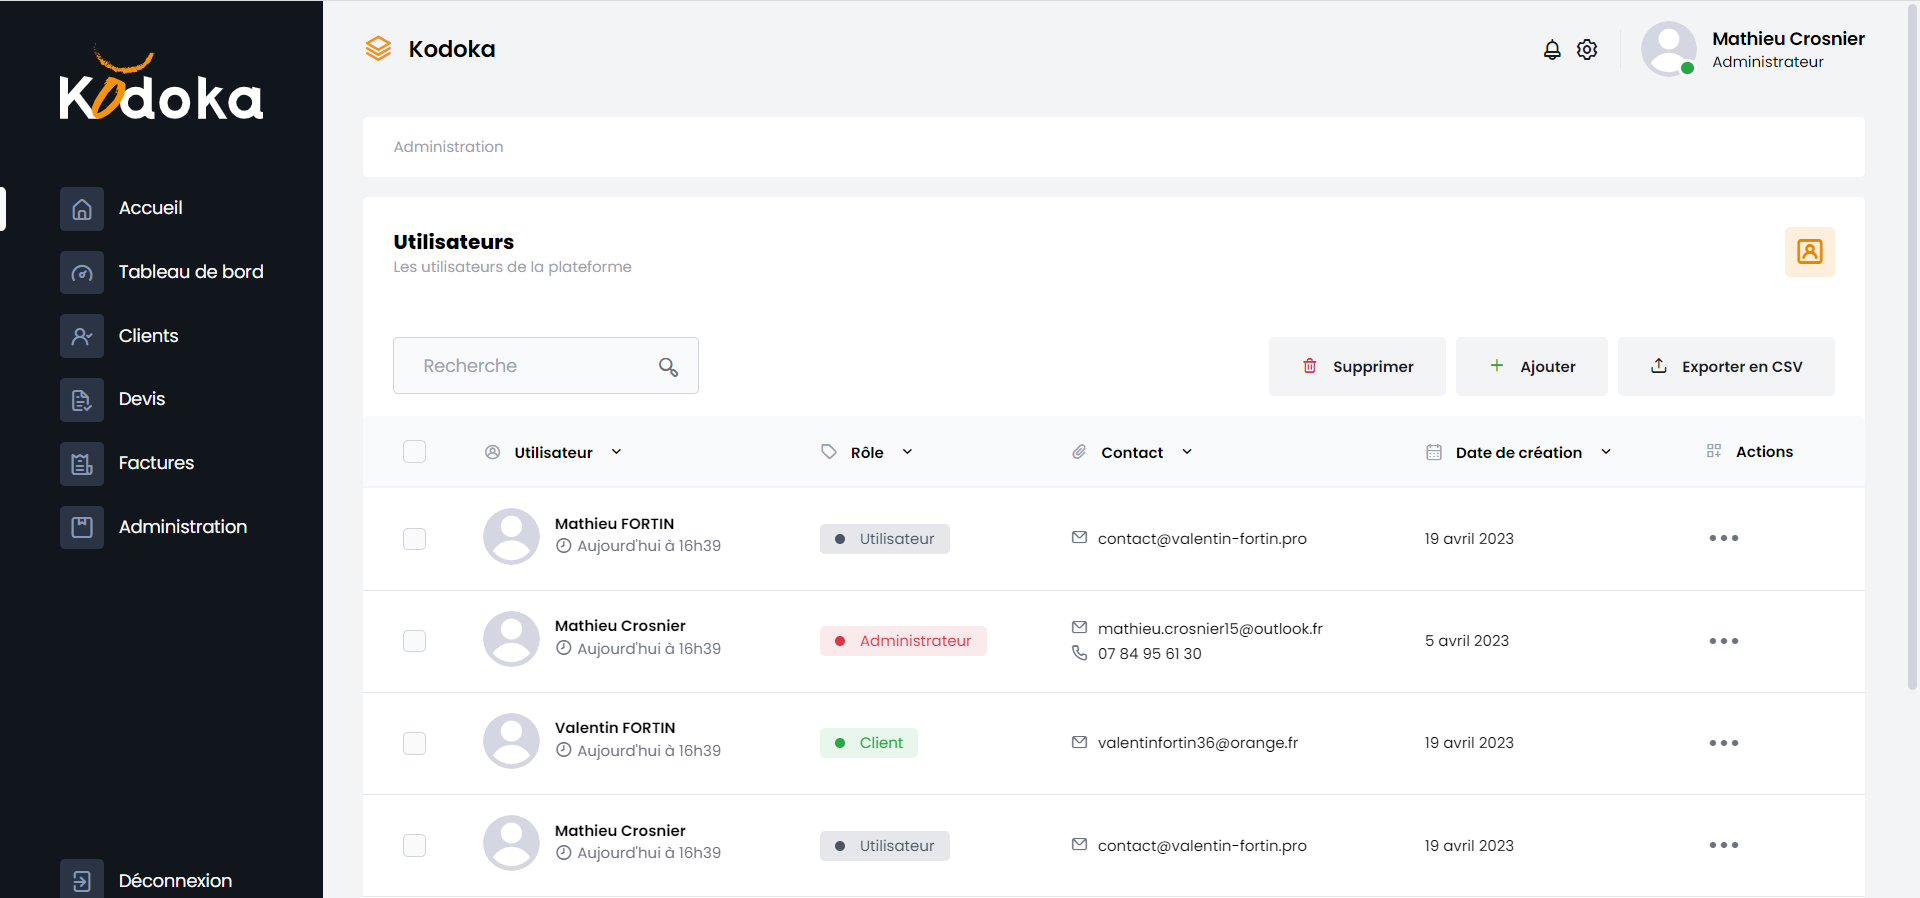 Kodoka
Accueil
Tableau de bord
Clients
Devis
Factures
Administration
Déconnexion
Kodoka
Mathieu Crosnier
Administrateur
Administration
Utilisateurs
Les utilisateurs de la plateforme
Recherche
Supprimer
Ajouter
Exporter en CSV
Utilisateur Rôle Contact Date de création Actions
Mathieu FORTIN
Aujourd'hui à 16h39
Utilisateur
contact@valentin-fortin.pro
19 avril 2023
Mathieu Crosnier
Aujourd'hui à 16h39
Administrateur
mathieu.crosnier15@outlook.fr
07 84 95 61 30
5 avril 2023
Valentin FORTIN
Aujourd'hui à 16h39
Client
valentinfortin36@orange.fr
19 avril 2023
Mathieu Crosnier
Aujourd'hui à 16h39
Utilisateur
contact@valentin-fortin.pro
19 avril 2023